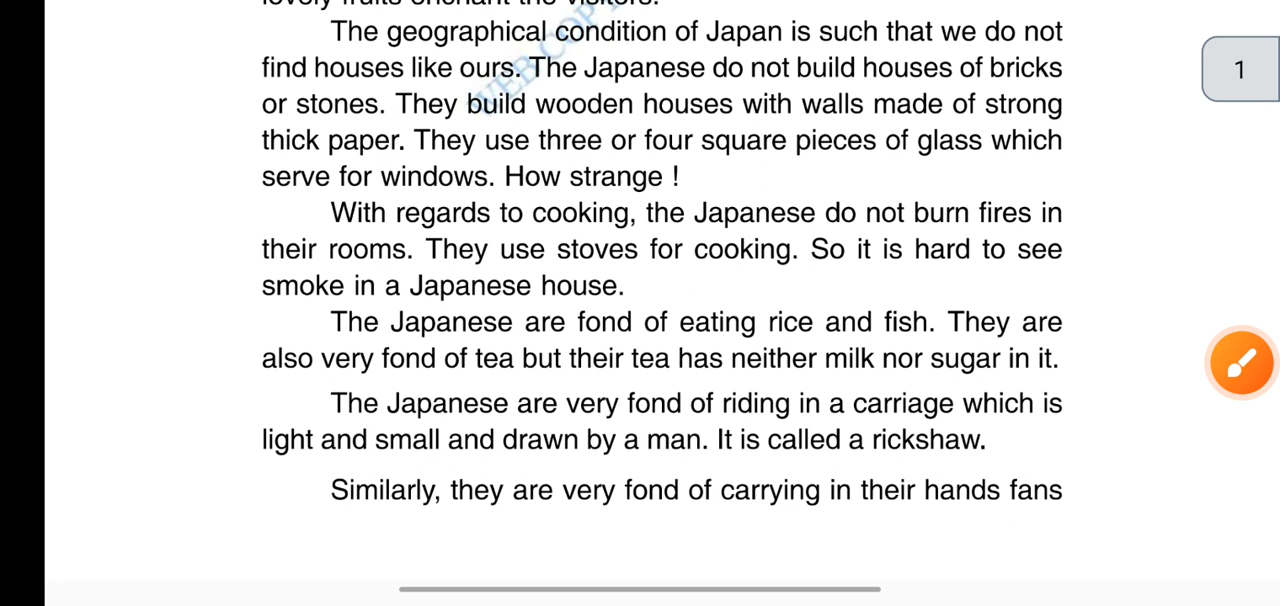 lovely fruits enchant the visitors.
The geographical condition of Japan is such that we do not
find houses like ours. The Japanese do not build houses of bricks
or stones. They build wooden houses with walls made of strong
thick paper. They use three or four square pieces of glass which
serve for windows. How strange !
With regards to cooking, the Japanese do not burn fires in
their rooms. They use stoves for cooking. So it is hard to see
smoke in a Japanese house.
The Japanese are fond of eating rice and fish. They are
also very fond of tea but their tea has neither milk nor sugar in it.
The Japanese are very fond of riding in a carriage which is
light and small and drawn by a man. It is called a rickshaw.
Similarly, they are very fond of carrying in their hands fans
1